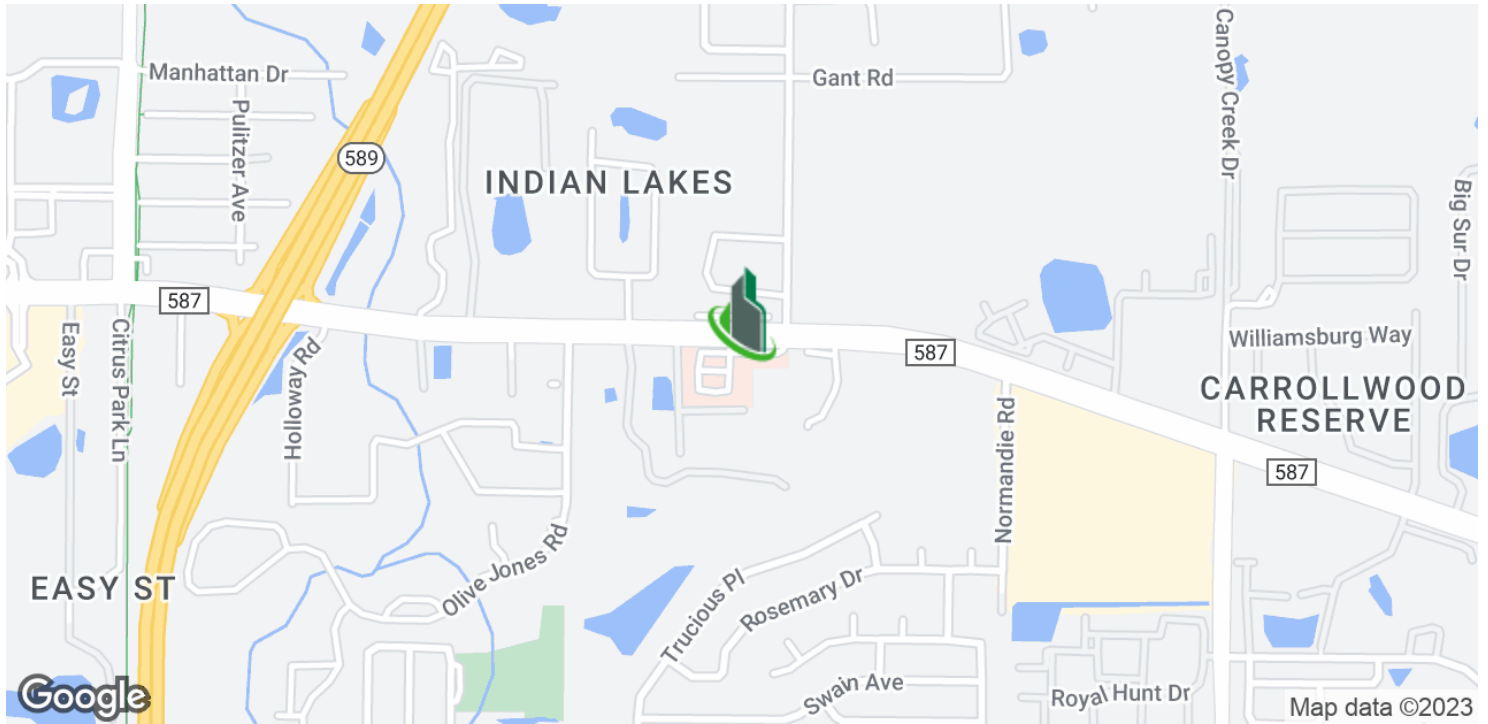 Manhattan Dr
Pulitzer Ave
589
INDIAN LAKES
Gant Rd
Canopy Creek Dr
Big Sur Dr
587
Easy St
Citrus Park Ln
Holloway Rd
587
Williamsburg Way
CARROLLWOOD
RESERVE
Normandie Rd
587
EASY ST
Olive Jones Rd
Trucious Pl
Rosemary Dr
Swain Ave
Royal Hunt Dr
Google
Map data ©2023